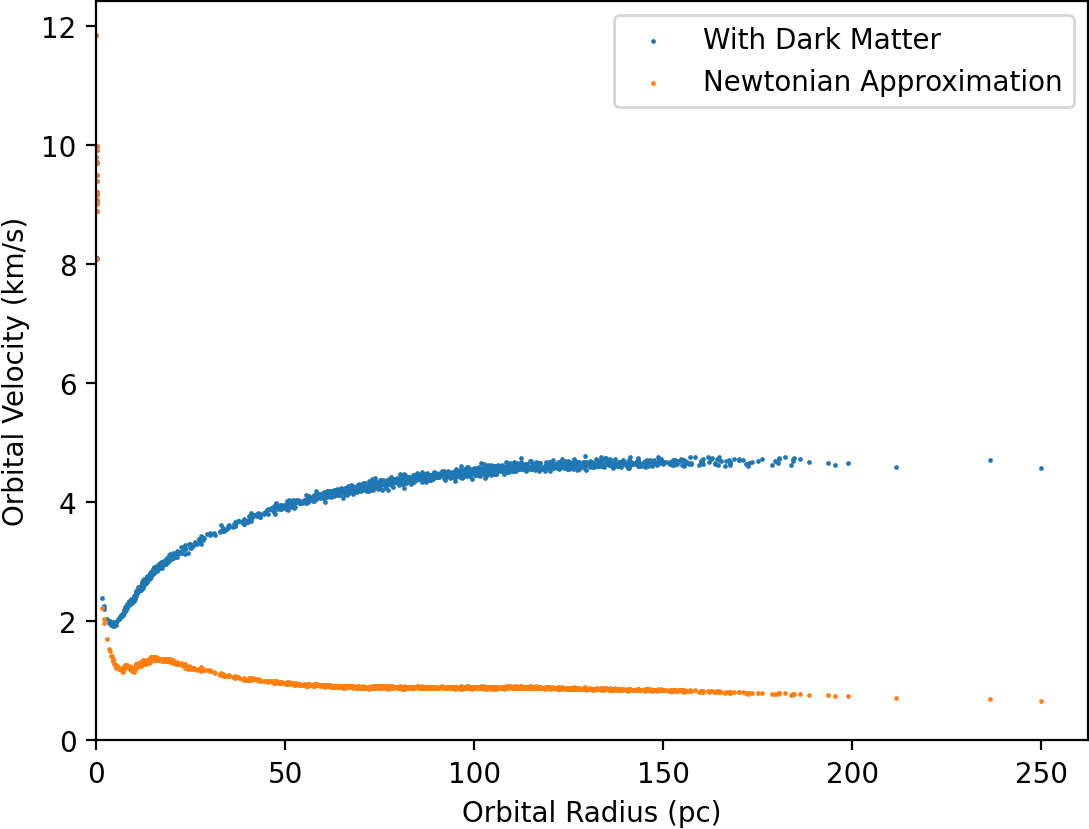 With Dark Matter
Newtonian Approximation
Orbital Velocity (km/s)
12
10
8
6
4
2
0
0 50 100 150 200 250
Orbital Radius (pc)